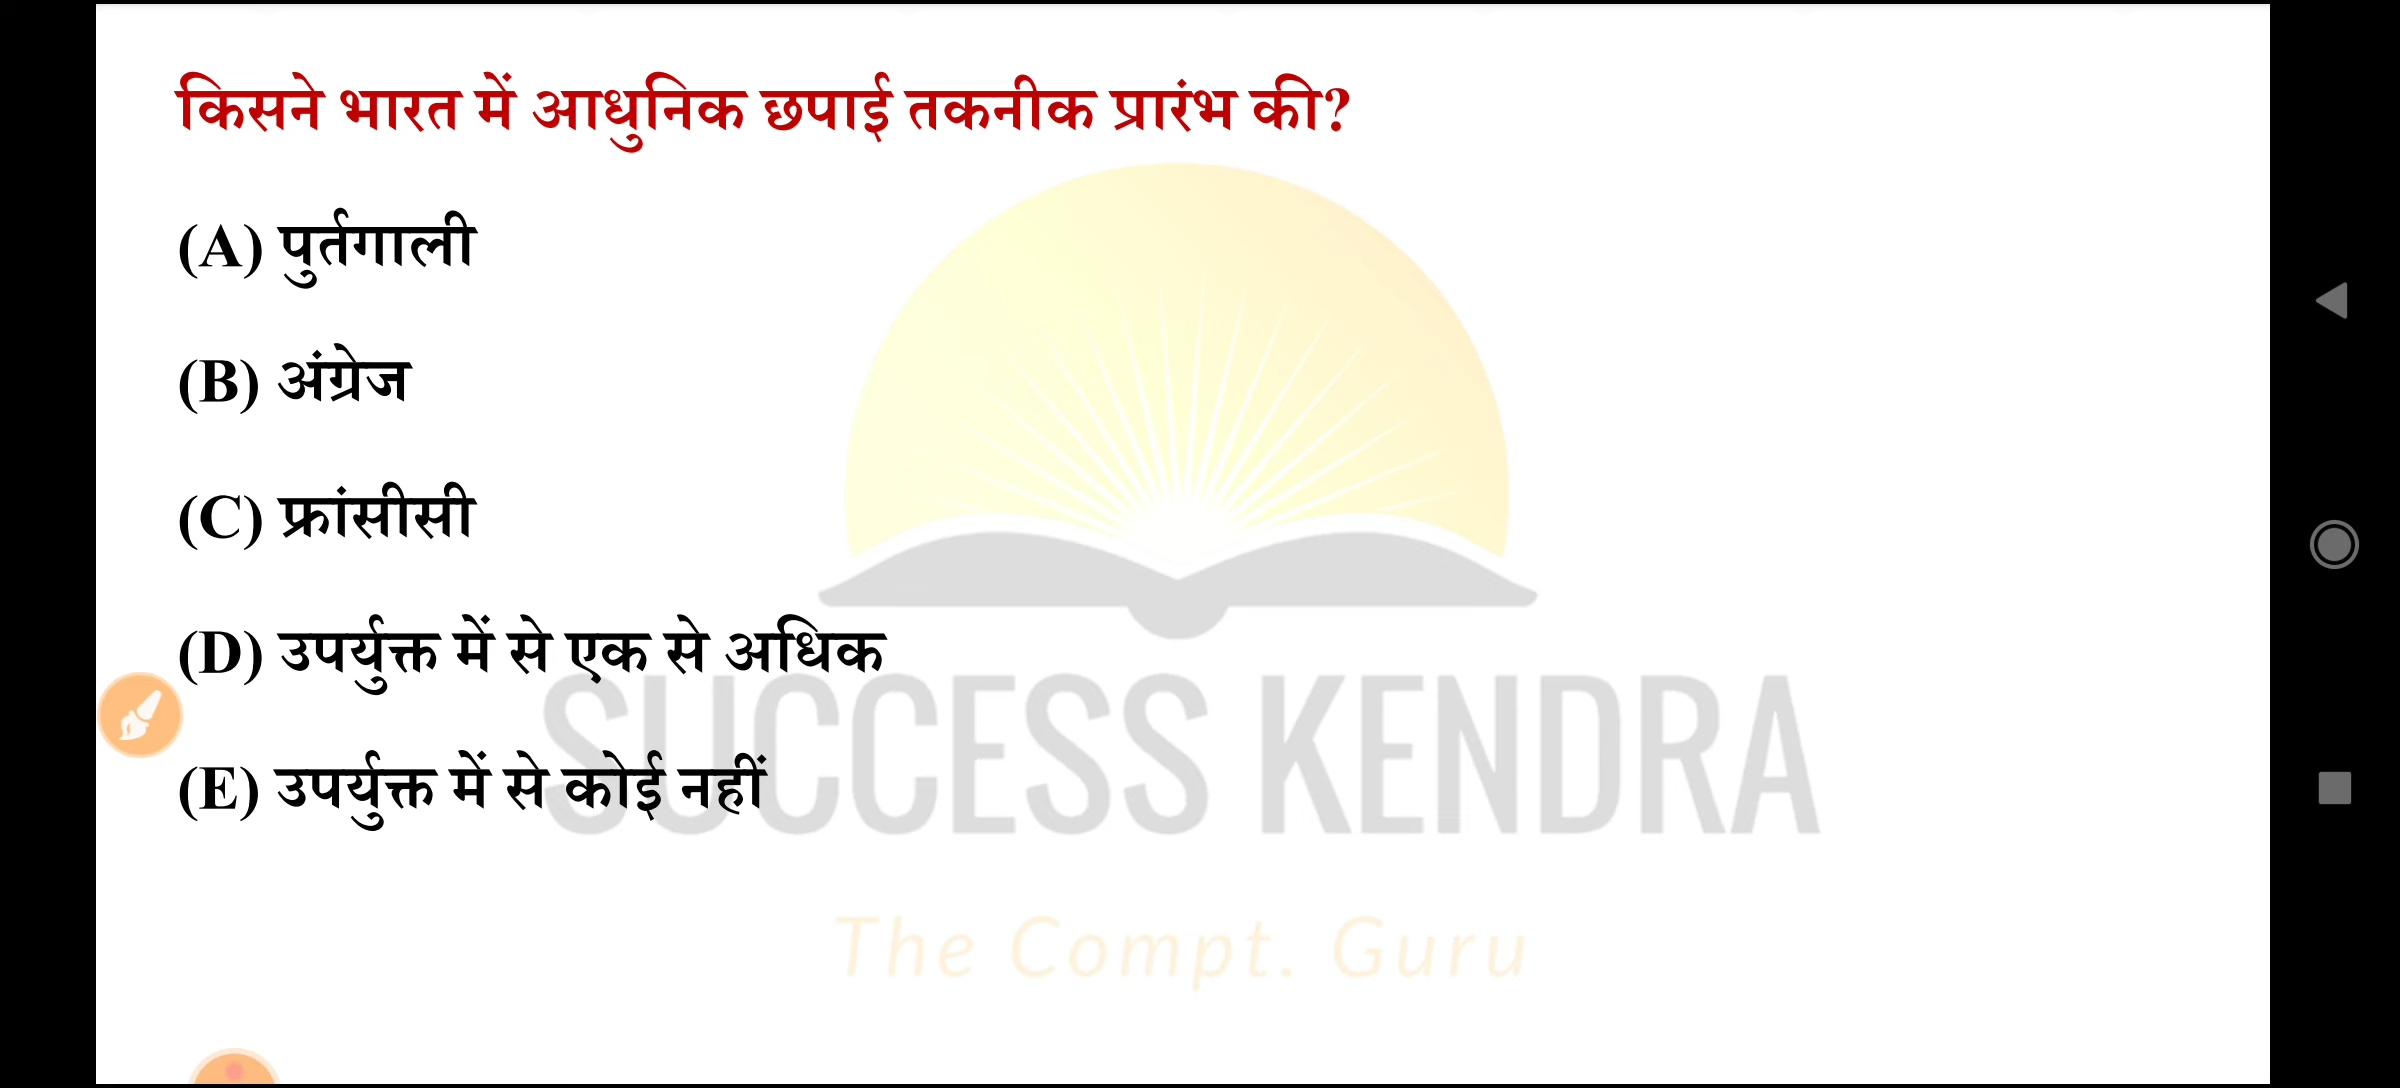 किसने भारत में आधुनिक छपाई तकनीक प्रारंभ की?
(A) पुर्तगाली
(B) अंग्रेज
(C) फ्रांसीसी
(D) उपर्युक्त में से एक से अधिक
(E) उपर्युक्त में से कोई नहीं
SUCCESS KENDRA
The Compt. Guru